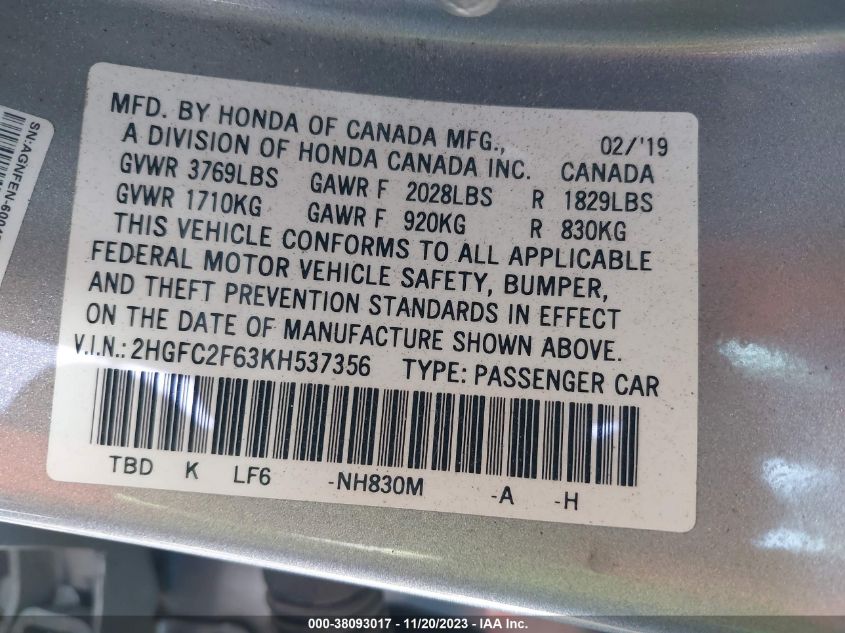 MFD. BY HONDA OF CANADA MFG., 02/'19
A DIVISION OF HONDA CANADA INC. CANADA
GVWR 3769LBS GAWR F 2028LBS R 1829LBS
GVWR 1710KG GAWR F 920KG R 830KG
THIS VEHICLE CONFORMS TO ALL APPLICABLE
FEDERAL MOTOR VEHICLE SAFETY, BUMPER,
AND THEFT PREVENTION STANDARDS IN EFFECT
ON THE DATE OF MANUFACTURE SHOWN ABOVE.
V.I.N.: 2HGFC2F63KH537356 TYPE: PASSENGER CAR
TBD K LF6 -NH830M -A -H
000-38093017 - 11/20/2023 - IAA Inc.